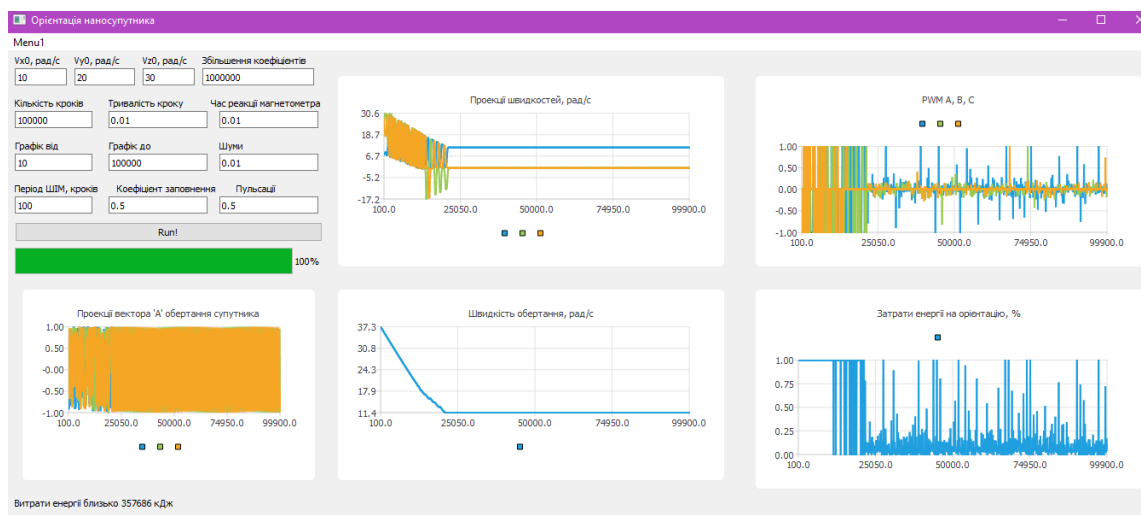 Орієнтація наносупутника
Menu1
Vx0, рад/с Vy0, рад/с Vz0, рад/с Збільшення коефіцієнтів
10 20 30 1000000
Кількість кроків Тривалість кроку Час реакції магнетометра
100000 0.01 0.01
Графік від Графік до Шуми
10 100000 0.01
Період ШІМ, кроків Коефіцієнт заповнення Пульсації
100 0.5 0.5
Run!
100%
Проекції швидкостей, рад/с
30.6
18.7
6.7
-5.2
-17.2
100.0 25050.0 50000.0 74950.0 99900.0
PWM A, B, C
1.00
0.50
0.00
-0.50
-1.00
100.0 25050.0 50000.0 74950.0 99900.0
Проекції вектора 'A' обертання супутника
1.00
0.50
-0.00
-0.50
-1.00
100.0 25050.0 50000.0 74950.0 99900.0
Швидкість обертання, рад/с
37.3
30.8
24.3
17.9
11.4
100.0 25050.0 50000.0 74950.0 99900.0
Затрати енергії на орієнтацію, %
1.00
0.75
0.50
0.25
0.00
100.0 25050.0 50000.0 74950.0 99900.0
Витрати енергії близько 357686 кДж